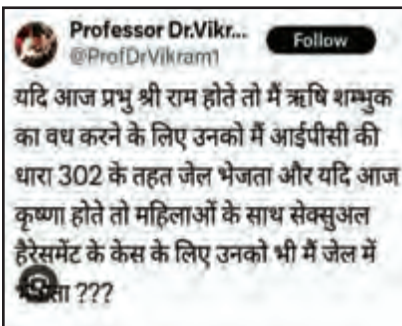 Professor Dr.Vikr...
Follow
@ProfDrVikram1
यदि आज प्रभु श्री राम होते तो मैं ऋषि शम्भुक
का वध करने के लिए उनको मैं आईपीसी की
धारा 302 के तहत जेल भेजता और यदि आज
कृष्णा होते तो महिलाओं के साथ सेक्सुअल
हैरेसमेंट के केस के लिए उनको भी मैं जेल में
???